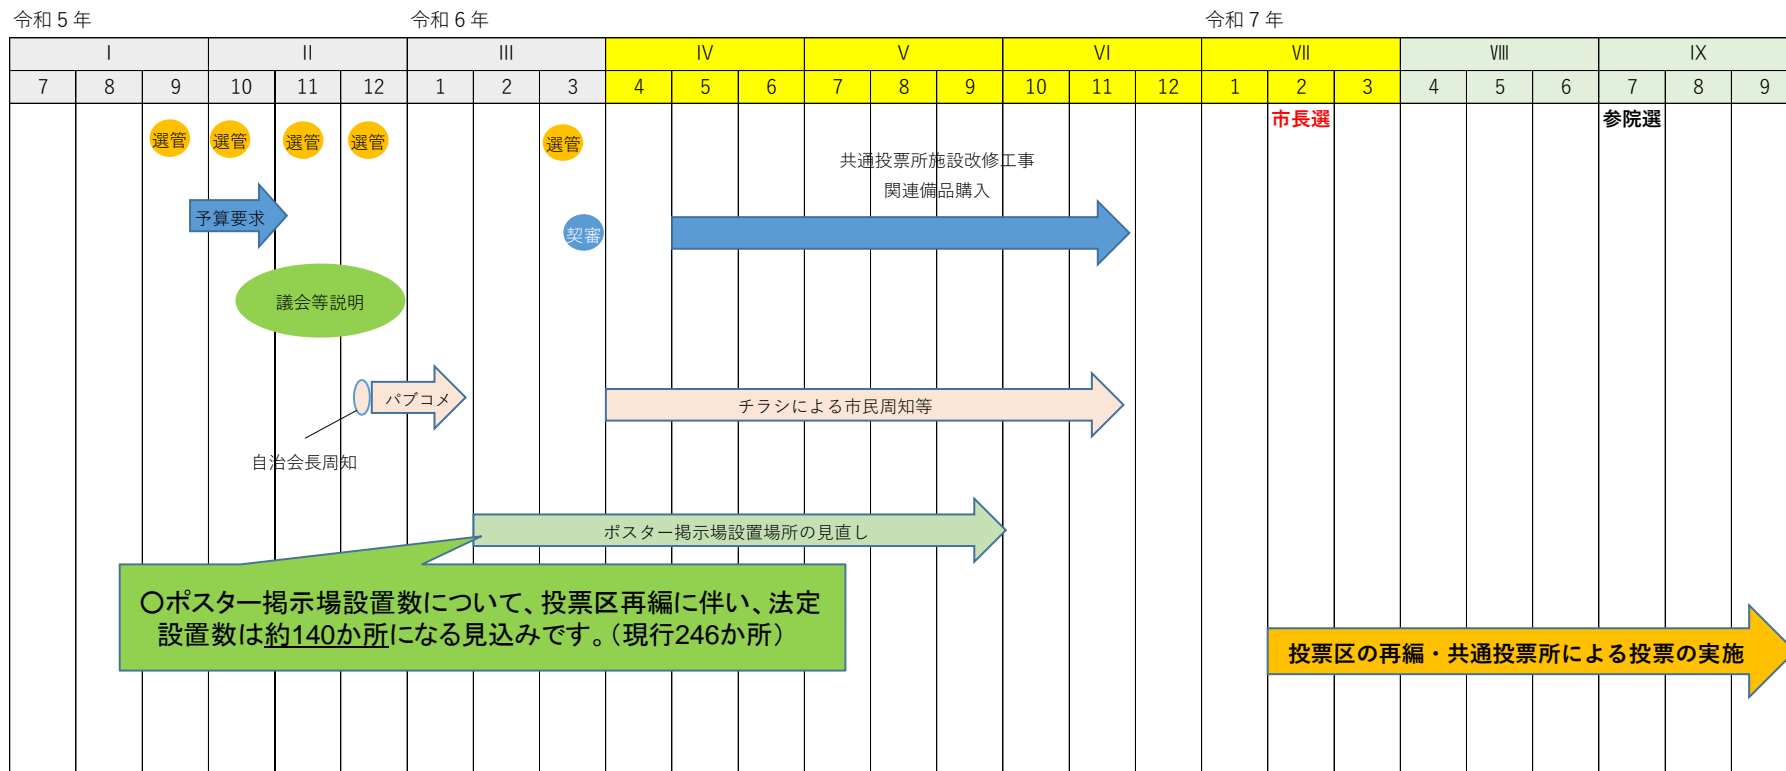 令和５年 令和６年 令和７年
Ⅰ Ⅱ Ⅲ Ⅳ Ⅴ Ⅵ Ⅶ Ⅷ Ⅸ
7 8 9 10 11 12 1 2 3 4 5 6 7 8 9 10 11 12 1 2 3 4 5 6 7 8 9
市長選 参院選
選管 選管 選管 選管 選管
共通投票所施設改修工事
関連備品購入
予算要求
契審
議会等説明
パブコメ
チラシによる市民周知等
自治会長周知
ポスター掲示場設置場所の見直し
〇ポスター掲示場設置数について、投票区再編に伴い、法定
設置数は約140か所になる見込みです。（現行246か所）
投票区の再編・共通投票所による投票の実施